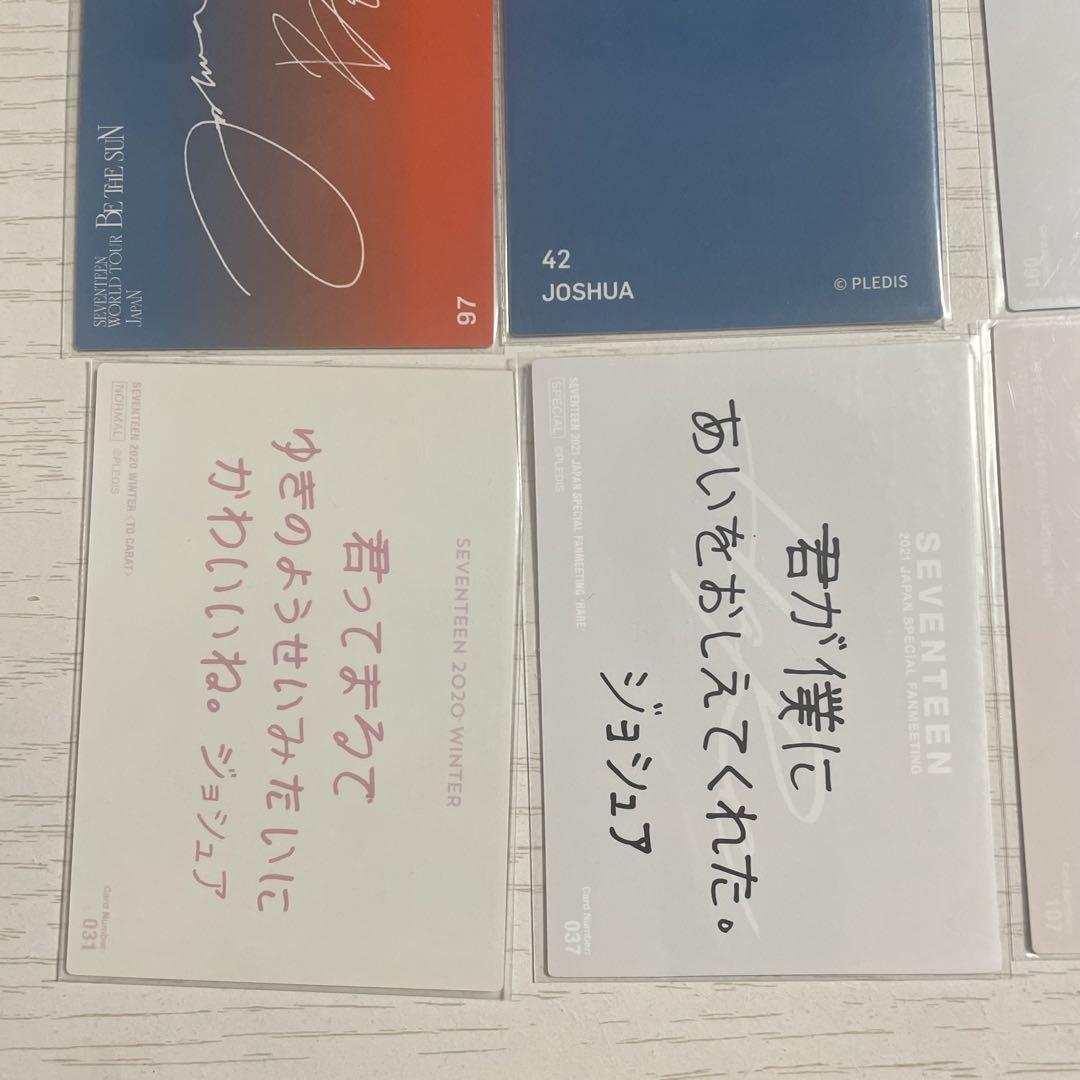 SEVENTEEN
WORLD TOUR BE THE SUN
JAPAN
97
42
JOSHUA
© PLEDIS
091
SEVENTEEN 2020 WINTER
君ってまるで
ゆきのようせいみたいに
かわいいね。ジョシュア
SEVENTEEN 2020 WINTER <TO CARAT>
NORMAL ©PLEDIS
Card Number:
031
SEVENTEEN
2021 JAPAN SPECIAL FANMEETING
君が僕に
あいをおしえてくれた。
ジョシュア
SEVENTEEN 2021 JAPAN SPECIAL FANMEETING 'HARE'
SPECIAL ©PLEDIS
Card Number:
037
107